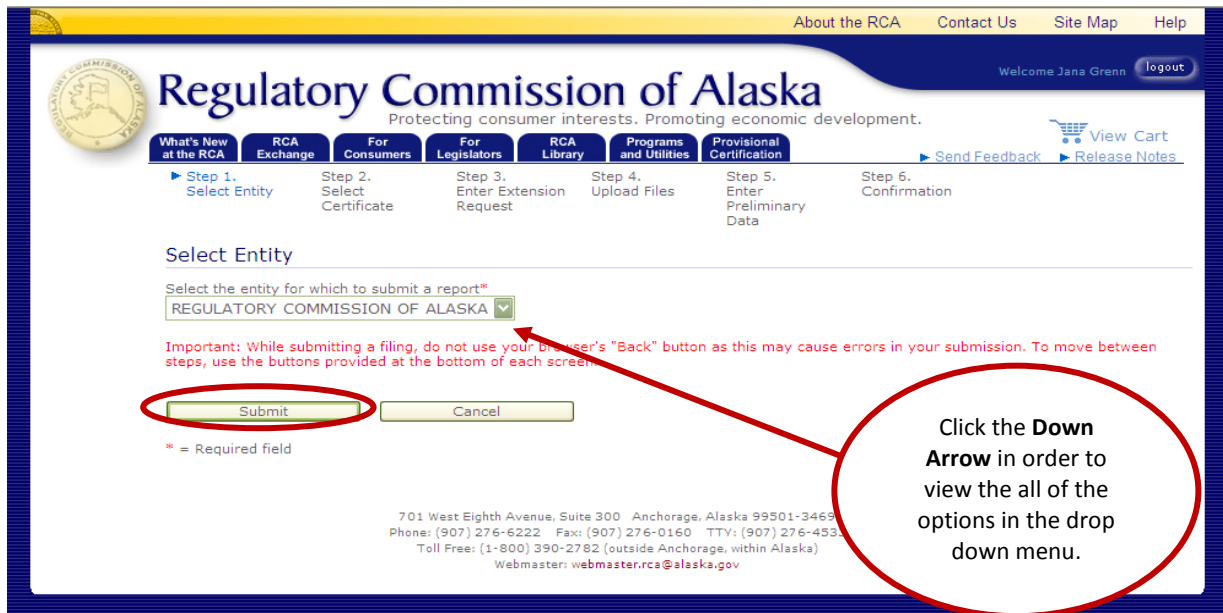 About the RCA Contact Us Site Map Help
Welcome Jana Grenn logout
Regulatory Commission of Alaska
Protecting consumer interests. Promoting economic development.
View Cart
What's New at the RCA
RCA Exchange
For Consumers
For Legislators
RCA Library
Programs and Utilities
Provisional Certification
Send Feedback Release Notes
Step 1. Select Entity
Step 2. Select Certificate
Step 3. Enter Extension Request
Step 4. Upload Files
Step 5. Enter Preliminary Data
Step 6. Confirmation
Select Entity
Select the entity for which to submit a report*
REGULATORY COMMISSION OF ALASKA
Important: While submitting a filing, do not use your browser's "Back" button as this may cause errors in your submission. To move between
steps, use the buttons provided at the bottom of each screen.
Submit Cancel
* = Required field
Click the Down
Arrow in order to
view the all of the
options in the drop
down menu.
701 West Eighth Avenue, Suite 300 Anchorage, Alaska 99501-3469
Phone: (907) 276-6222 Fax: (907) 276-0160 TTY: (907) 276-4533
Toll Free: (1-800) 390-2782 (outside Anchorage, within Alaska)
Webmaster: webmaster.rca@alaska.gov